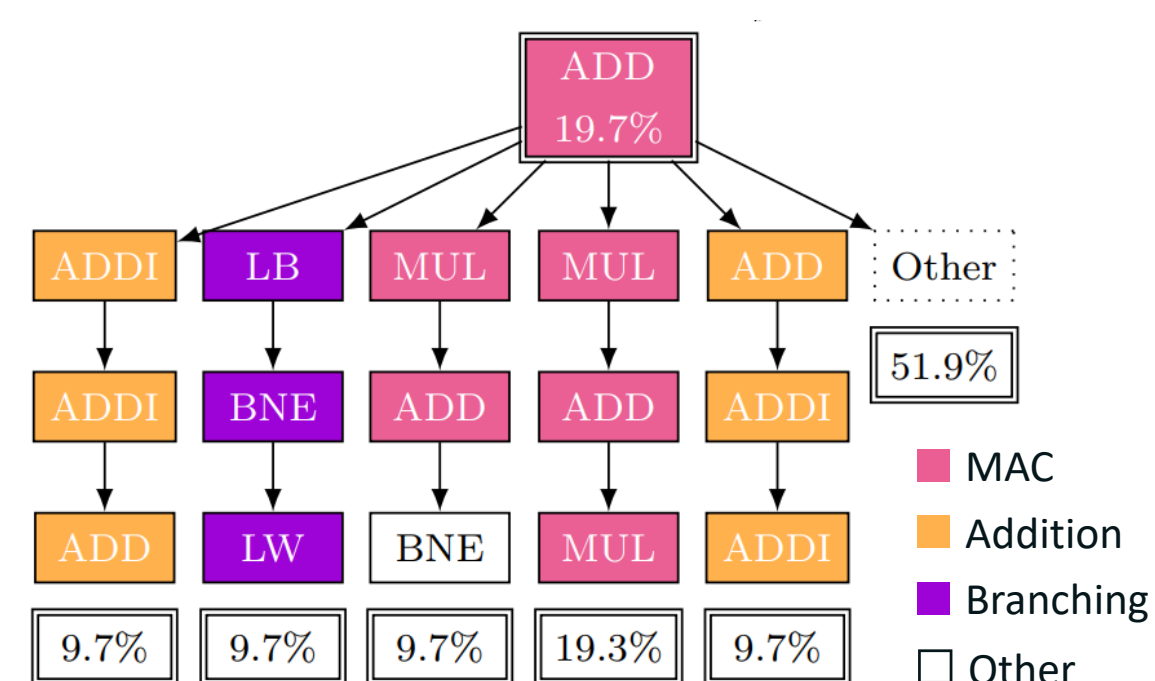 ADD
19.7%
ADDI LB MUL MUL ADD Other
51.9%
ADDI BNE ADD ADD ADDI
MAC
Addition
ADD LW BNE MUL ADDI
Branching
9.7% 9.7% 9.7% 19.3% 9.7%
Other